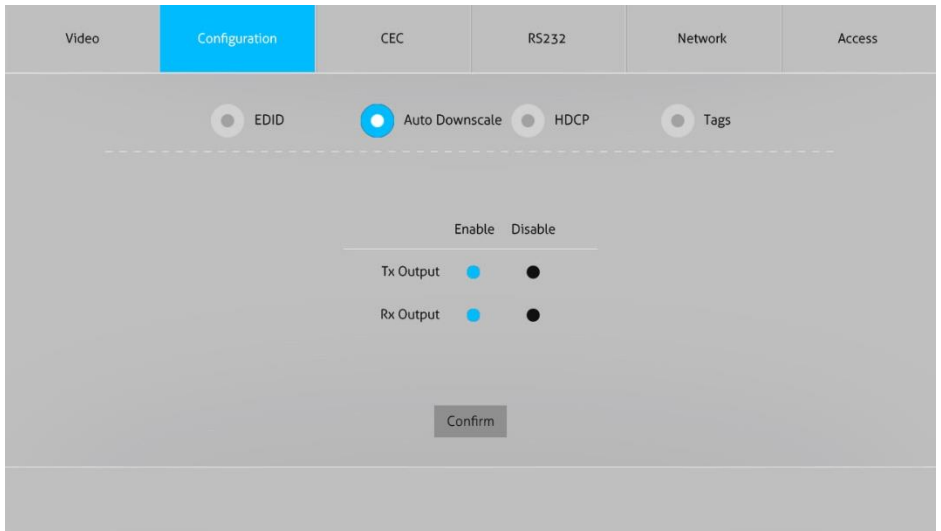 Video Configuration CEC RS232 Network Access
EDID Auto Downscale HDCP Tags
Enable Disable
Tx Output
Rx Output
Confirm